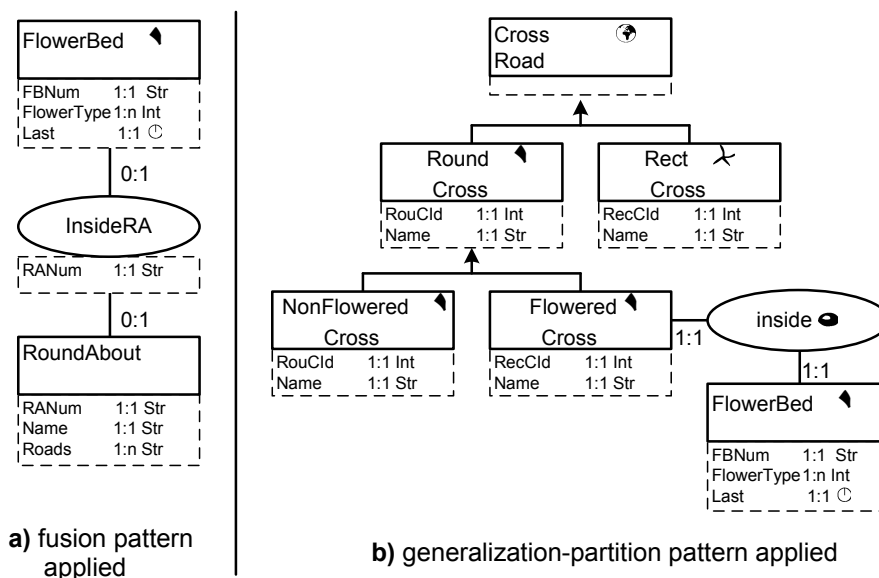 FlowerBed
FBNum 1:1 Str
FlowerType 1:n Int
Last 1:1
0:1
InsideRA
RANum 1:1 Str
0:1
RoundAbout
RANum 1:1 Str
Name 1:1 Str
Roads 1:n Str
a) fusion pattern
applied
Cross
Road
Round
Cross
RouCId 1:1 Int
Name 1:1 Str
Rect
Cross
RecCId 1:1 Int
Name 1:1 Str
NonFlowered
Cross
RouCId 1:1 Int
Name 1:1 Str
Flowered
Cross
RecCId 1:1 Int
Name 1:1 Str
1:1
inside
1:1
FlowerBed
FBNum 1:1 Str
FlowerType 1:n Int
Last 1:1
b) generalization-partition pattern applied